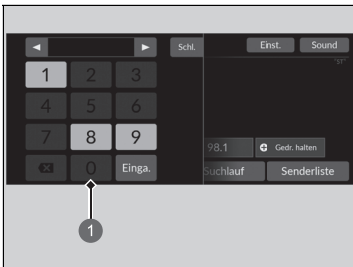 Schl.
Einst. Sound
"ST"
1 2 3
4 5 6
7 8 9
0 Einga.
98.1 Gedr. halten
Suchlauf Senderliste
1